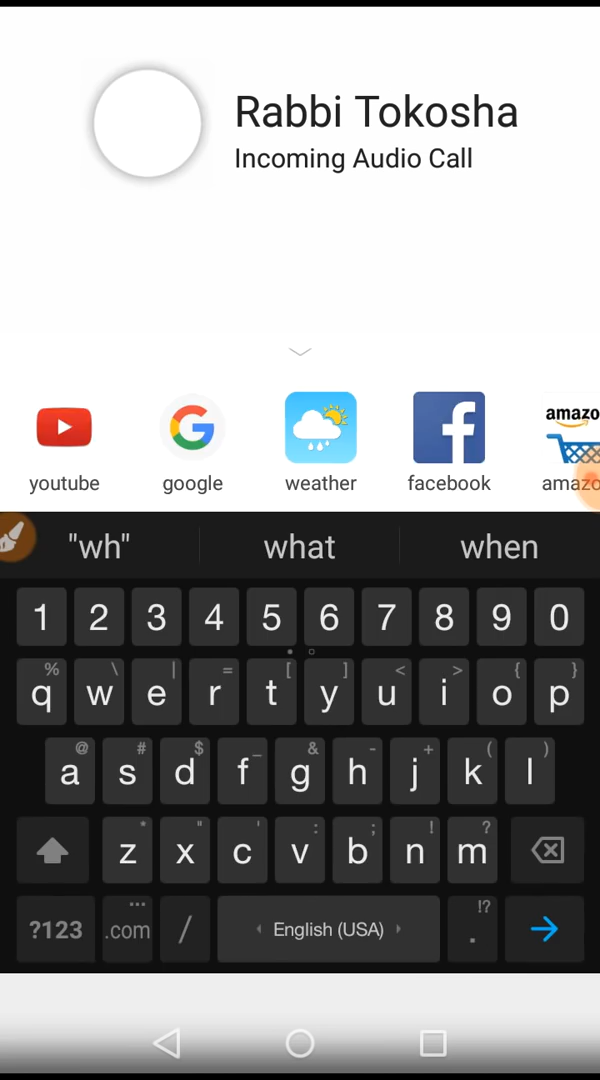 Rabbi Tokosha
Incoming Audio Call
amazo
youtube google weather facebook amazo
"wh" what when
1 2 3 4 5 6 7 8 9 0
% \ | = [ ] < > { }
q w e r t y u i o p
@ # $ _ & - + ( )
a s d f g h j k l
* " ' : ; ! ?
z x c v b n m
... !?
?123 .com / English (USA) .